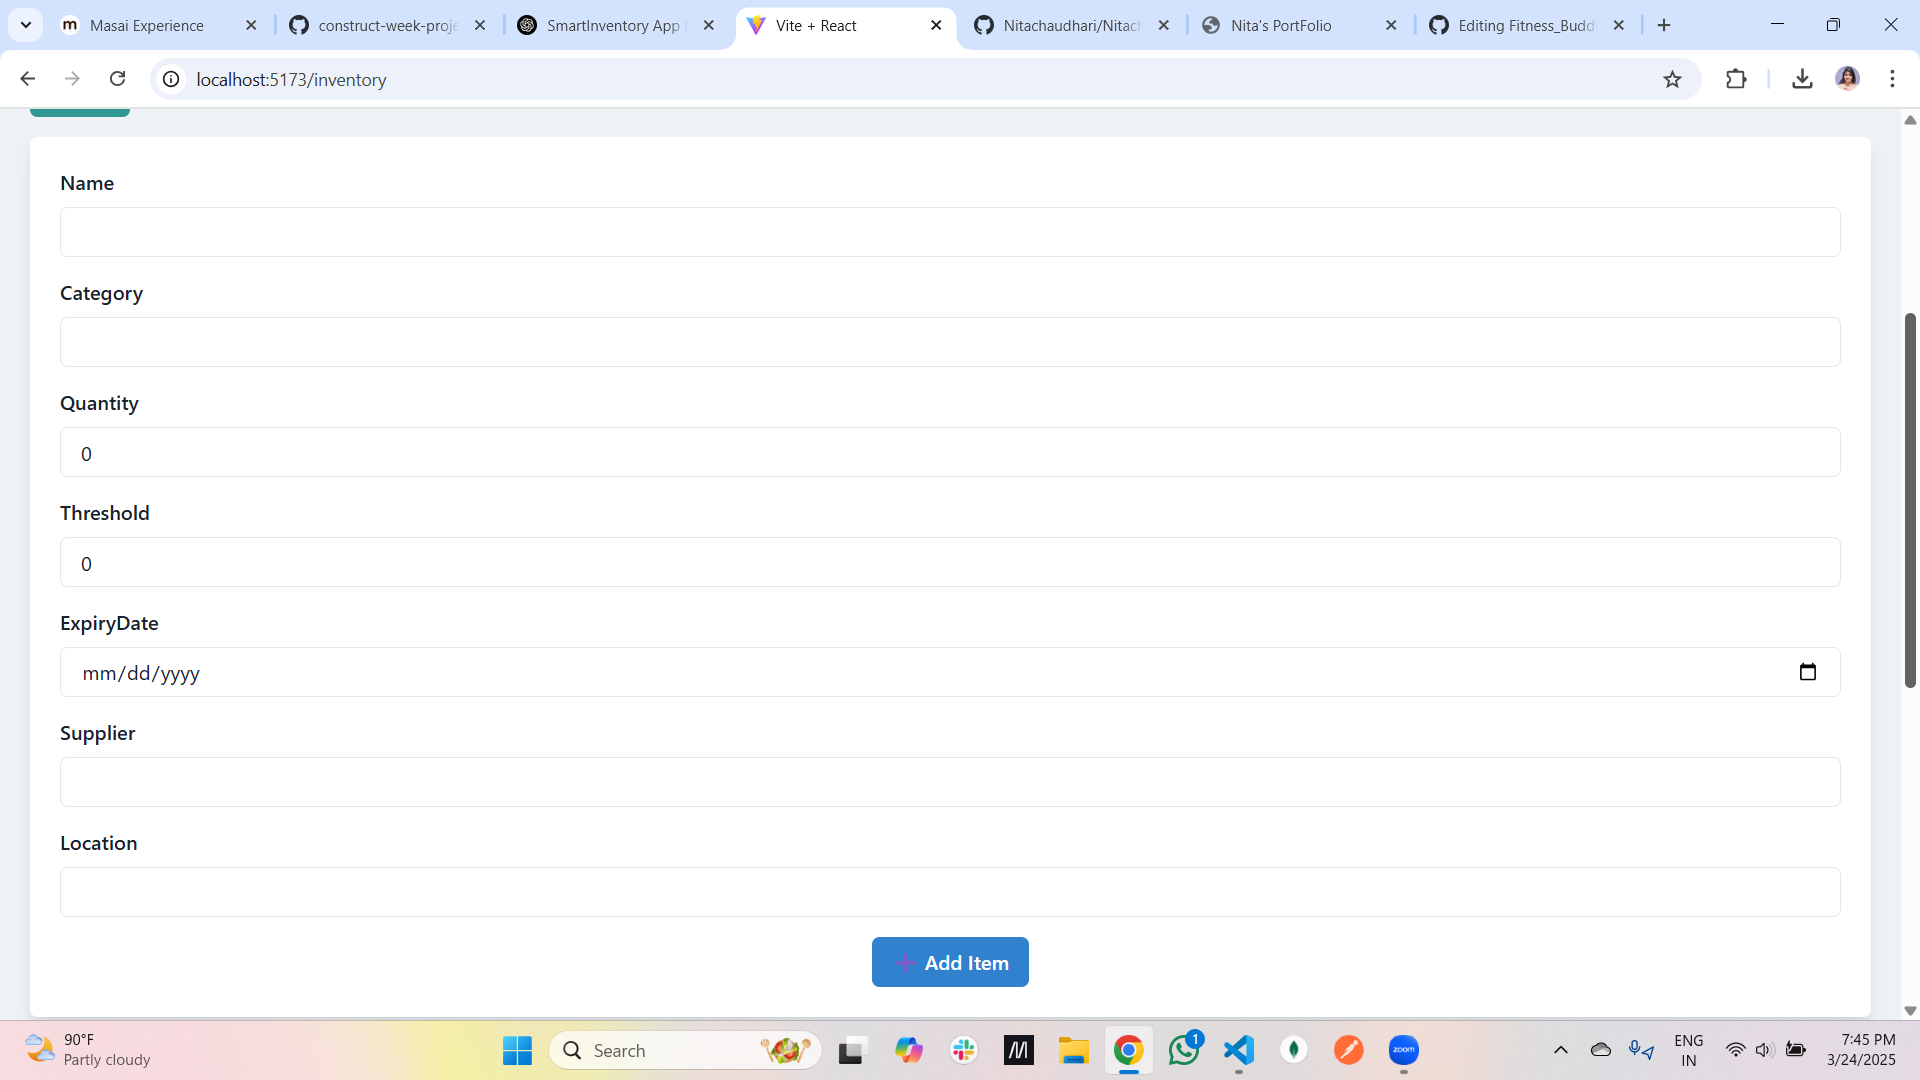 m Masai Experience
construct-week-proje
SmartInventory App
Vite + React
Nitachaudhari/Nitach
Nita's PortFolio
Editing Fitness_Budd
localhost:5173/inventory
Name
Category
Quantity
0
Threshold
0
ExpiryDate
mm/dd/yyyy
Supplier
Location
Add Item
90°F
Partly cloudy
Search
M
1
zoom
ENG
IN
7:45 PM
3/24/2025